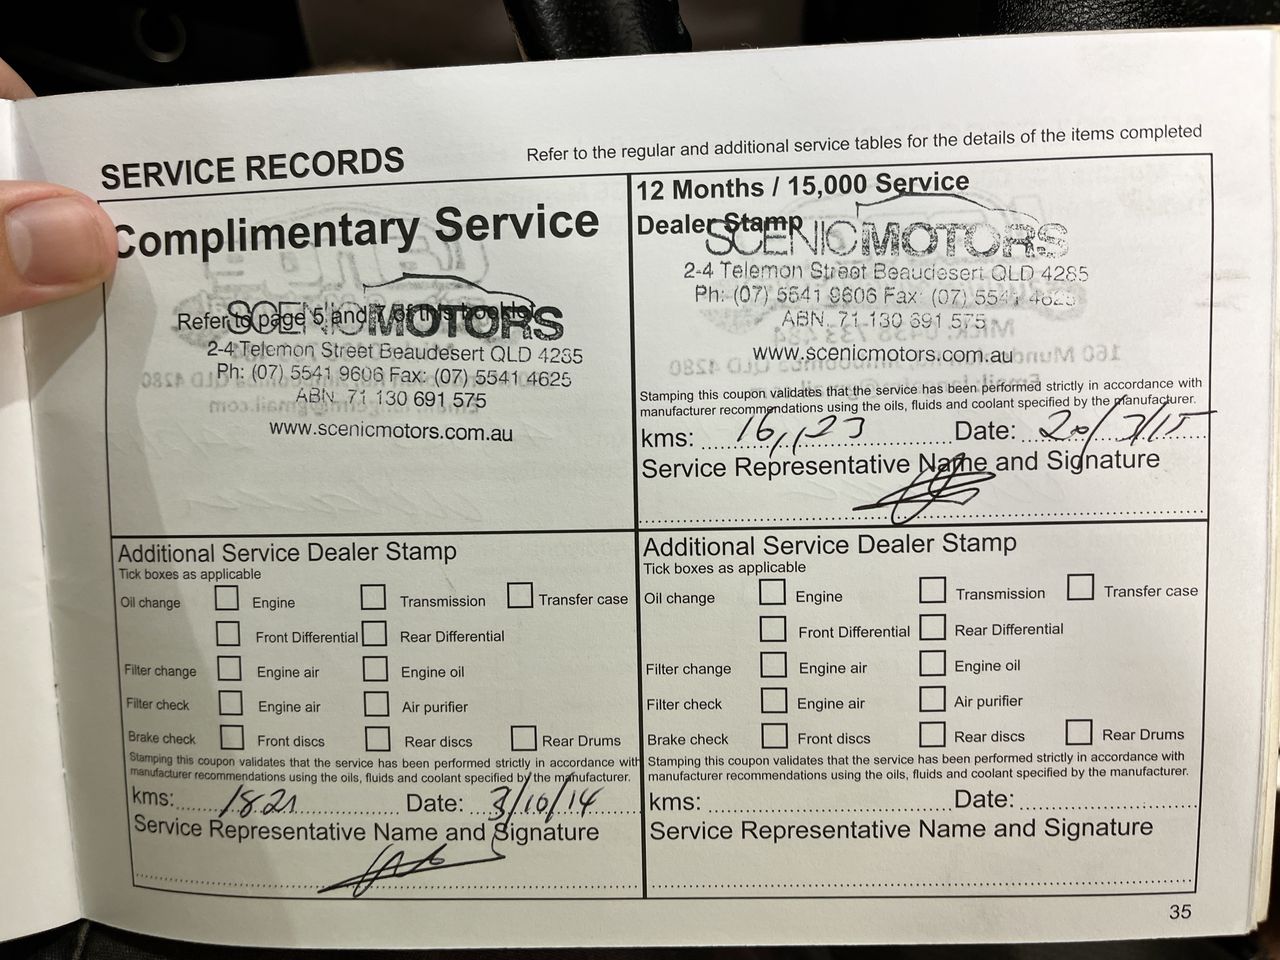 SERVICE RECORDS
Refer to the regular and additional service tables for the details of the items completed
Complimentary Service
Refer to page 5 and 7 of this booklet
SCENIC MOTORS
2-4 Telemon Street Beaudesert QLD 4285
Ph: (07) 5541 9606 Fax: (07) 5541 4625
ABN 71 130 691 575
www.scenicmotors.com.au
12 Months / 15,000 Service
Dealer Stamp
SCENIC MOTORS
2-4 Telemon Street Beaudesert QLD 4285
Ph: (07) 5541 9606 Fax: (07) 5541 4625
ABN 71 130 691 575
www.scenicmotors.com.au
Stamping this coupon validates that the service has been performed strictly in accordance with
manufacturer recommendations using the oils, fluids and coolant specified by the manufacturer.
kms: 16,123 Date: 20/3/15
Service Representative Name and Signature
Additional Service Dealer Stamp
Tick boxes as applicable
Oil change Engine Transmission Transfer case
Front Differential Rear Differential
Filter change Engine air Engine oil
Filter check Engine air Air purifier
Brake check Front discs Rear discs Rear Drums
Stamping this coupon validates that the service has been performed strictly in accordance with
manufacturer recommendations using the oils, fluids and coolant specified by the manufacturer.
kms: 1821 Date: 3/10/14
Service Representative Name and Signature
Additional Service Dealer Stamp
Tick boxes as applicable
Oil change Engine Transmission Transfer case
Front Differential Rear Differential
Filter change Engine air Engine oil
Filter check Engine air Air purifier
Brake check Front discs Rear discs Rear Drums
Stamping this coupon validates that the service has been performed strictly in accordance with
manufacturer recommendations using the oils, fluids and coolant specified by the manufacturer.
kms: Date:
Service Representative Name and Signature
35